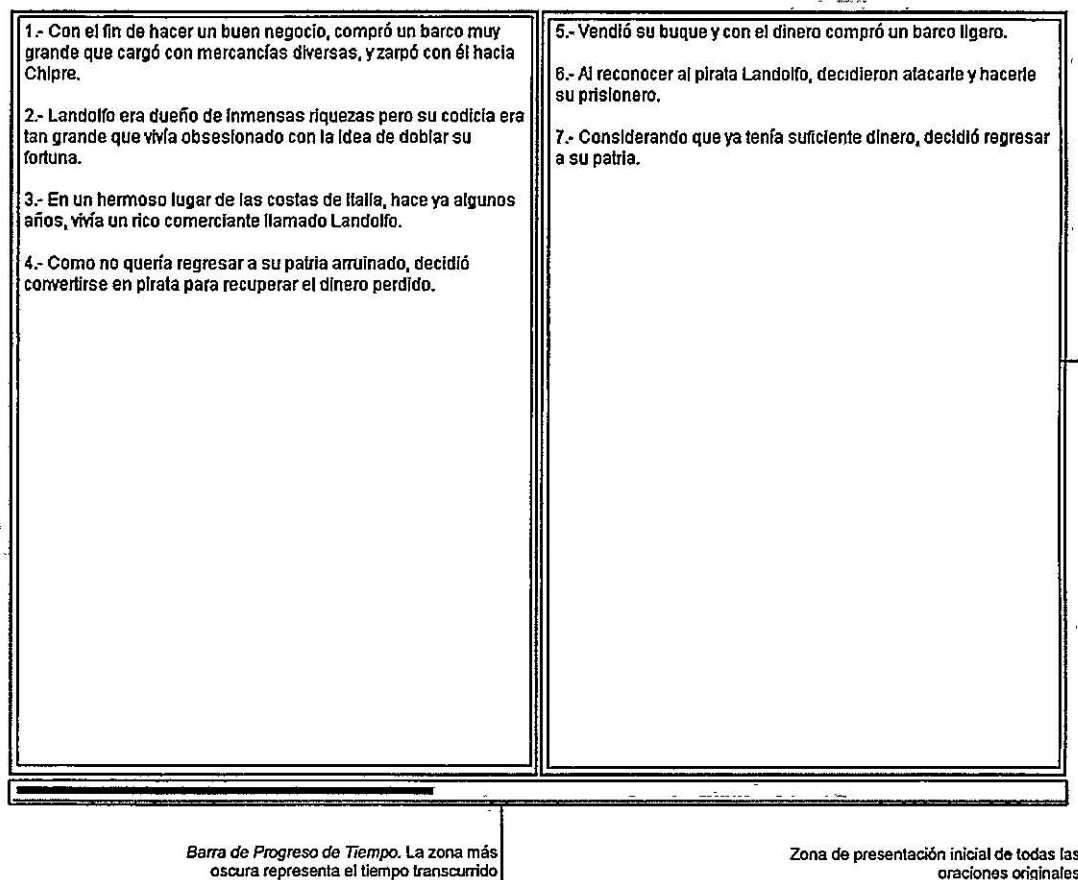 1.- Con el fin de hacer un buen negocio, compró un barco muy
grande que cargó con mercancías diversas, y zarpó con él hacia
Chipre.
2.- Landolfo era dueño de inmensas riquezas pero su codicia era
tan grande que vivía obsesionado con la idea de doblar su
fortuna.
3.- En un hermoso lugar de las costas de Italia, hace ya algunos
años, vivía un rico comerciante llamado Landolfo.
4.- Como no quería regresar a su patria arruinado, decidió
convertirse en pirata para recuperar el dinero perdido.
5.- Vendió su buque y con el dinero compró un barco ligero.
6.- Al reconocer al pirata Landolfo, decidieron atacarle y hacerle
su prisionero.
7.- Considerando que ya tenía suficiente dinero, decidió regresar
a su patria.
Barra de Progreso de Tiempo. La zona más
oscura representa el tiempo transcurrido
Zona de presentación inicial de todas las
oraciones originales